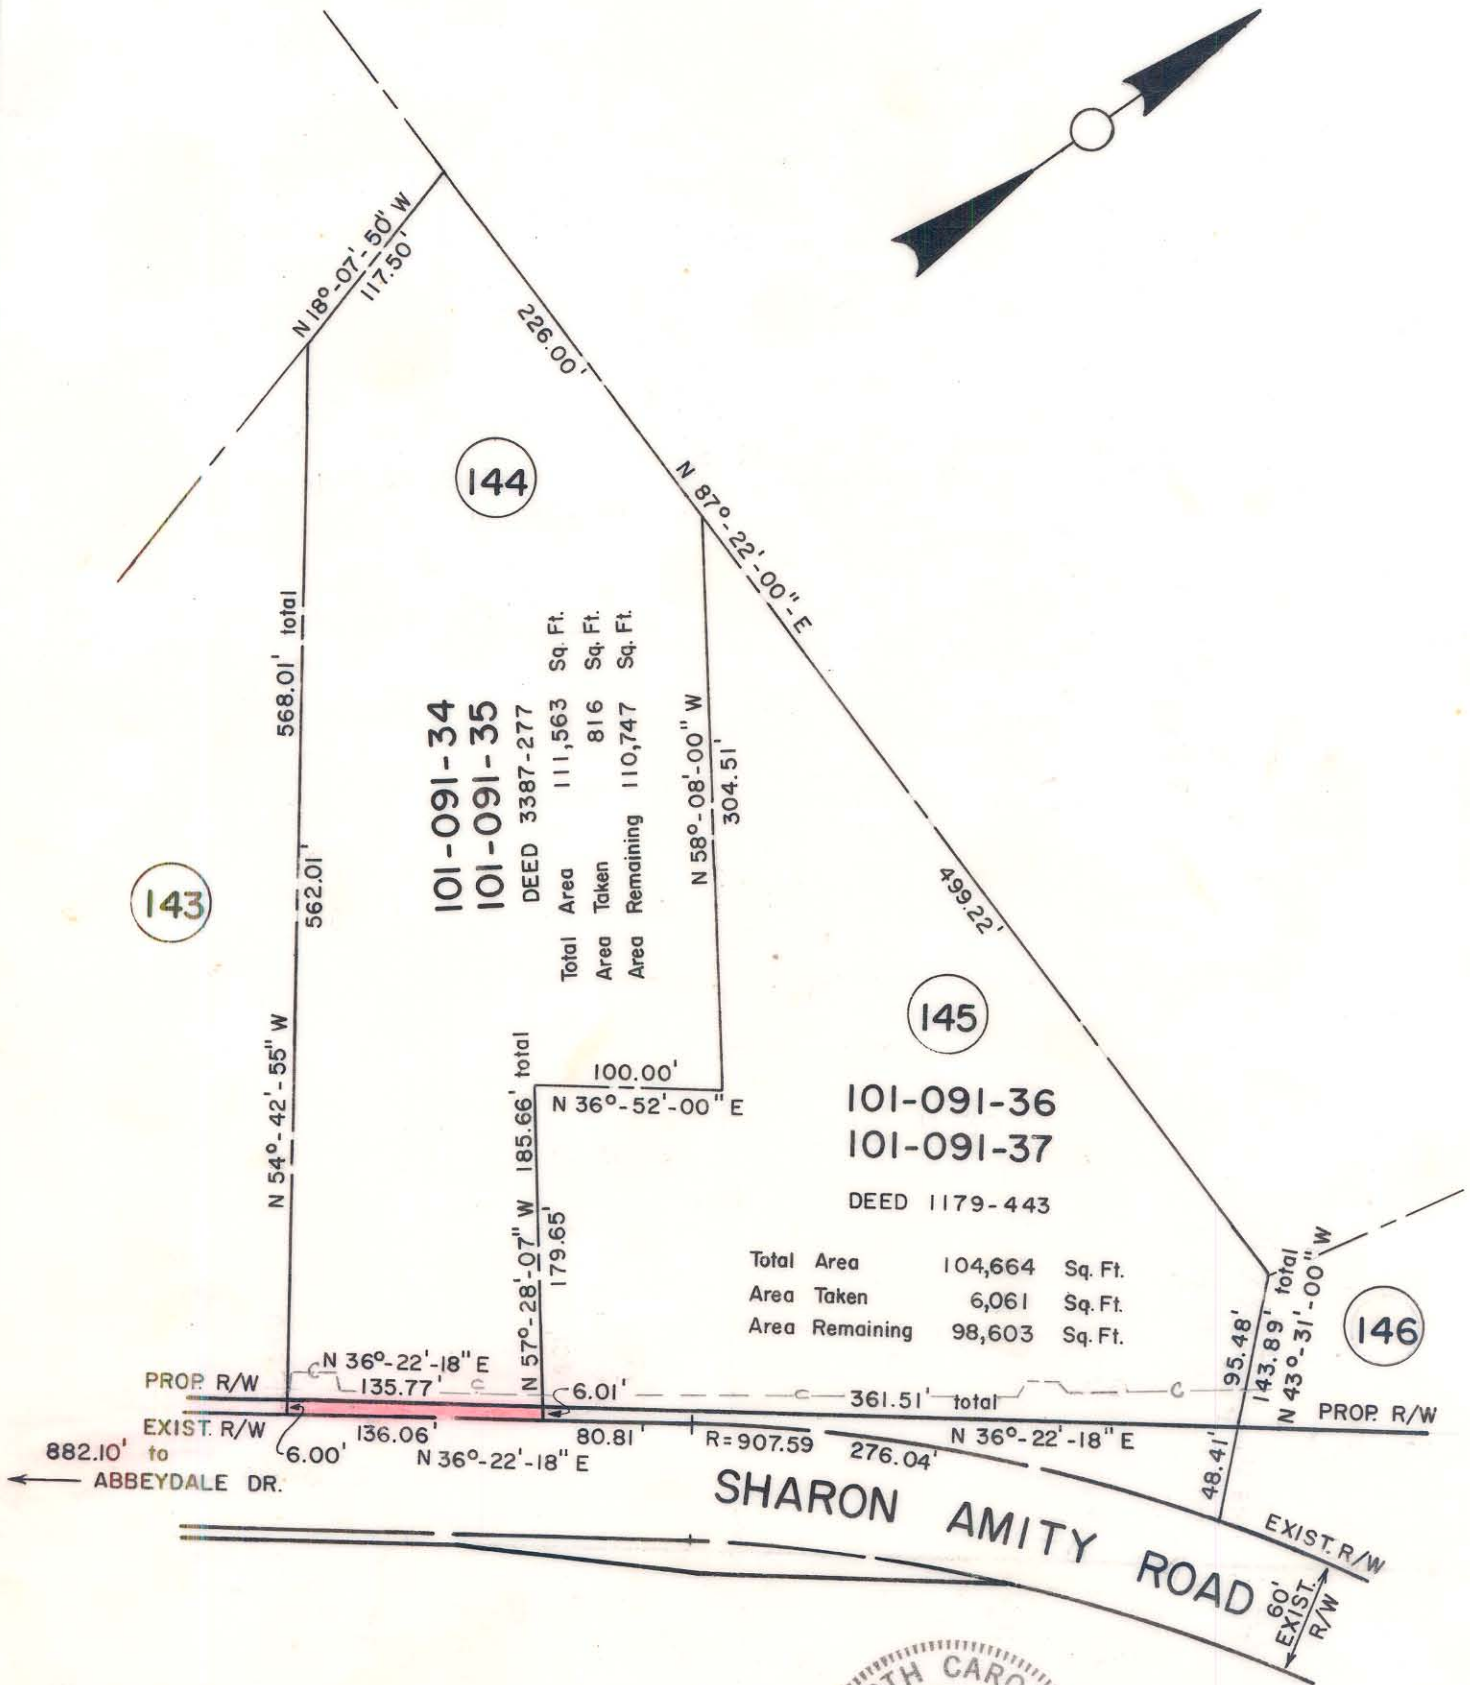 N 18°-07'-50" W
117.50'
226.00'
144
N 87°-22'-00"-E
568.01' total
562.01'
N 54°-42'-55" W
143
101-091-34
101-091-35
DEED 3387-277
Total Area 111,563 Sq. Ft.
Area Taken 816 Sq. Ft.
Area Remaining 110,747 Sq. Ft.
N 58°-08'-00" W
304.51'
499.22'
145
100.00'
N 36°-52'-00" E
185.66' total
N 57°-28'-07" W
179.65'
101-091-36
101-091-37
DEED 1179-443
Total Area 104,664 Sq. Ft.
Area Taken 6,061 Sq. Ft.
Area Remaining 98,603 Sq. Ft.
95.48'
143.89' total
N 43°-31'-00" W
146
C
N 36°-22'-18" E
PROP. R/W
135.77'
C
6.01'
C
361.51' total
C
PROP. R/W
EXIST. R/W
136.06'
80.81'
R=907.59
N 36°-22'-18" E
882.10' to
6.00'
N 36°-22'-18" E
276.04'
48.41'
ABBEYDALE DR.
SHARON AMITY ROAD
EXIST. R/W
60'
EXIST.
R/W
TH CARO